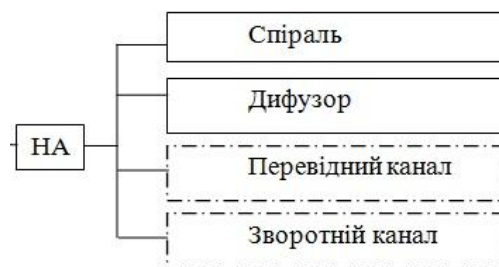 Спіраль
Дифузор
НА
Перевідний канал
Зворотній канал